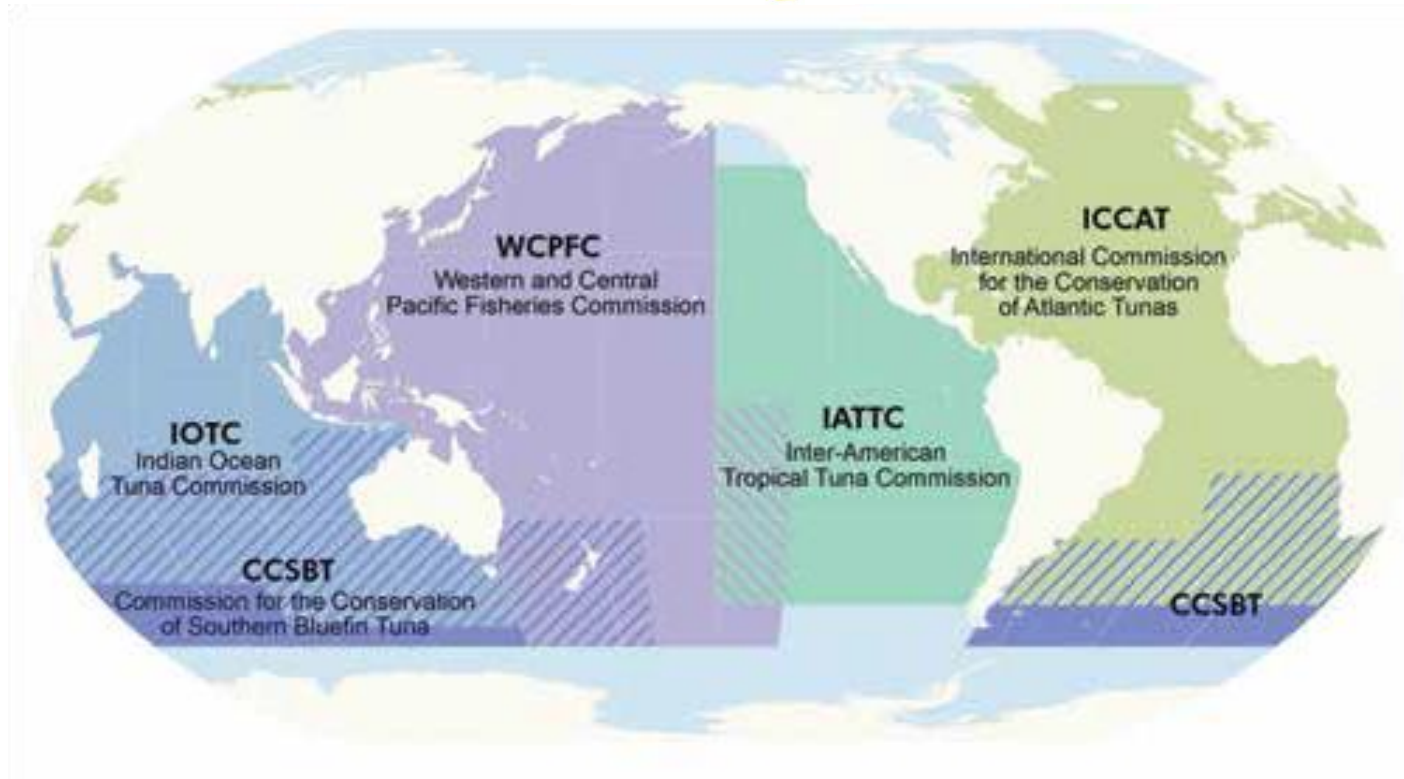 WCPFC
Western and Central
Pacific Fisheries Commission
ICCAT
International Commission
for the Conservation
of Atlantic Tunas
IOTC
Indian Ocean
Tuna Commission
IATTC
Inter-American
Tropical Tuna Commission
CCSBT
Commission for the Conservation
of Southern Bluefin Tuna
CCSBT